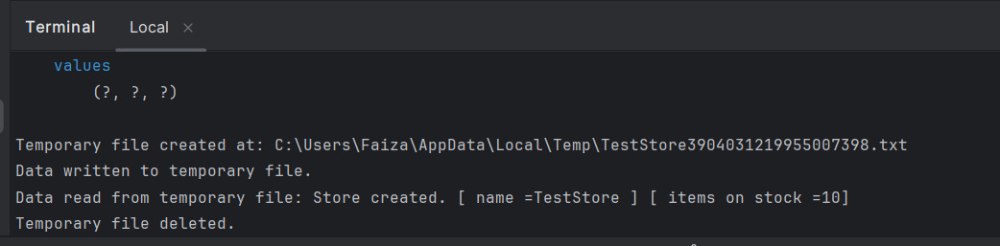 Terminal Local ×
values
(?, ?, ?)
Temporary file created at: C:\Users\Faiza\AppData\Local\Temp\TestStore3904031219955007398.txt
Data written to temporary file.
Data read from temporary file: Store created. [ name =TestStore ] [ items on stock =10]
Temporary file deleted.